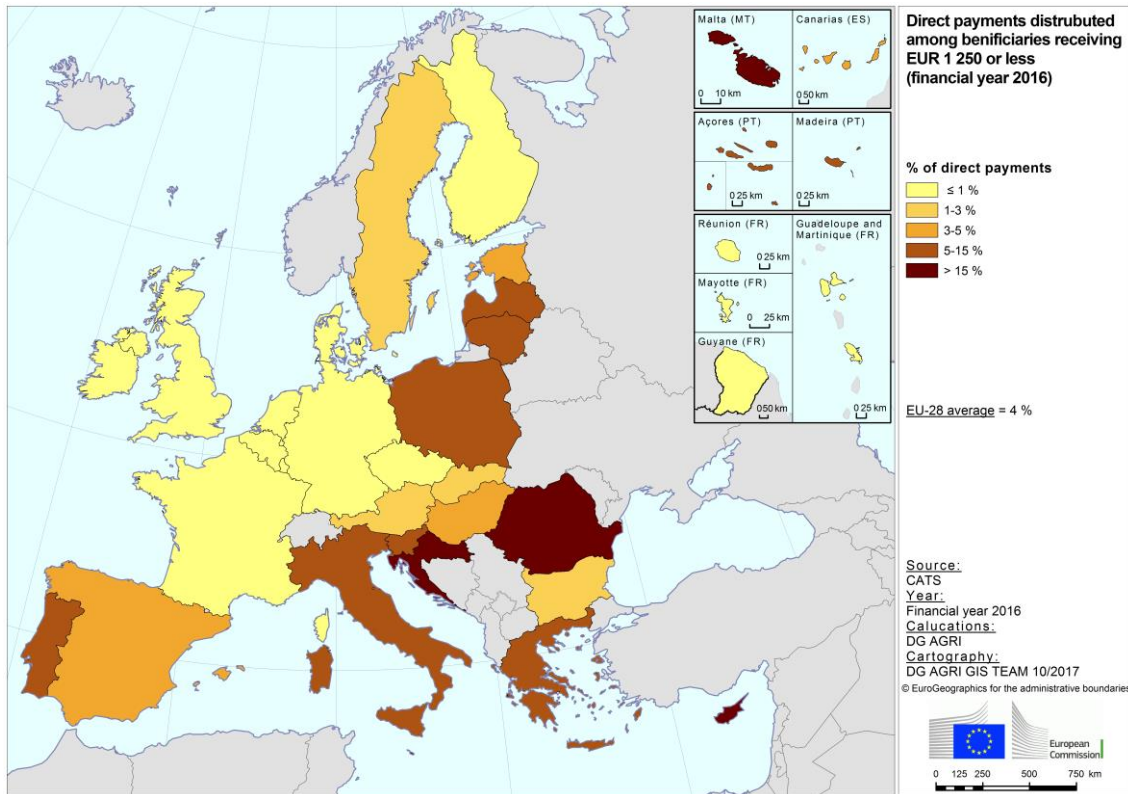 Malta (MT)
0 10 km
Canarias (ES)
0 50 km
Açores (PT)
0 25 km
Madeira (PT)
0 25 km
Réunion (FR)
0 25 km
Mayotte (FR)
0 25 km
Guyane (FR)
0 50 km
Guadeloupe and
Martinique (FR)
0 25 km
Direct payments distrubuted
among benificiaries receiving
EUR 1 250 or less
(financial year 2016)
% of direct payments
≤ 1 %
1-3 %
3-5 %
5-15 %
> 15 %
EU-28 average = 4 %
Source:
CATS
Year:
Financial year 2016
Calucations:
DG AGRI
Cartography:
DG AGRI GIS TEAM 10/2017
© EuroGeographics for the administrative boundaries
European
Commission
0 125 250 500 750 km